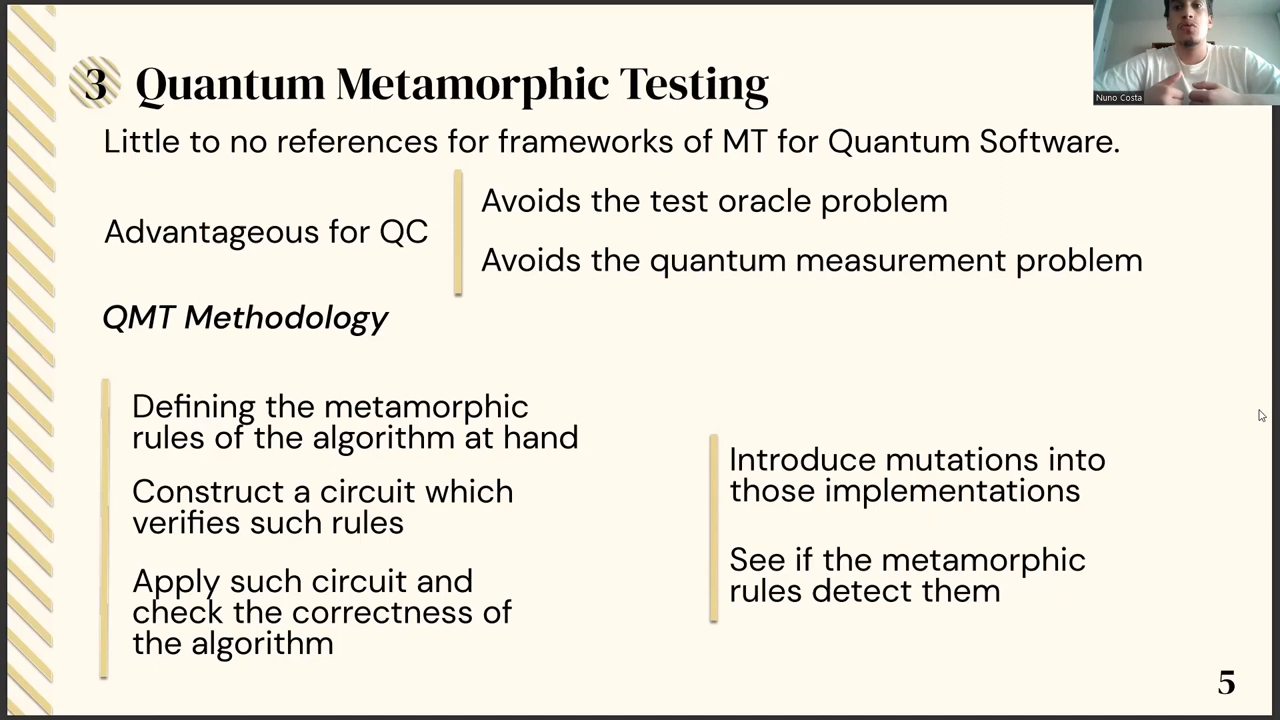 3 Quantum Metamorphic Testing
Nuno Costa
Little to no references for frameworks of MT for Quantum Software.
Advantageous for QC
Avoids the test oracle problem
Avoids the quantum measurement problem
QMT Methodology
Defining the metamorphic
rules of the algorithm at hand
Construct a circuit which
verifies such rules
Apply such circuit and
check the correctness of
the algorithm
Introduce mutations into
those implementations
See if the metamorphic
rules detect them
5